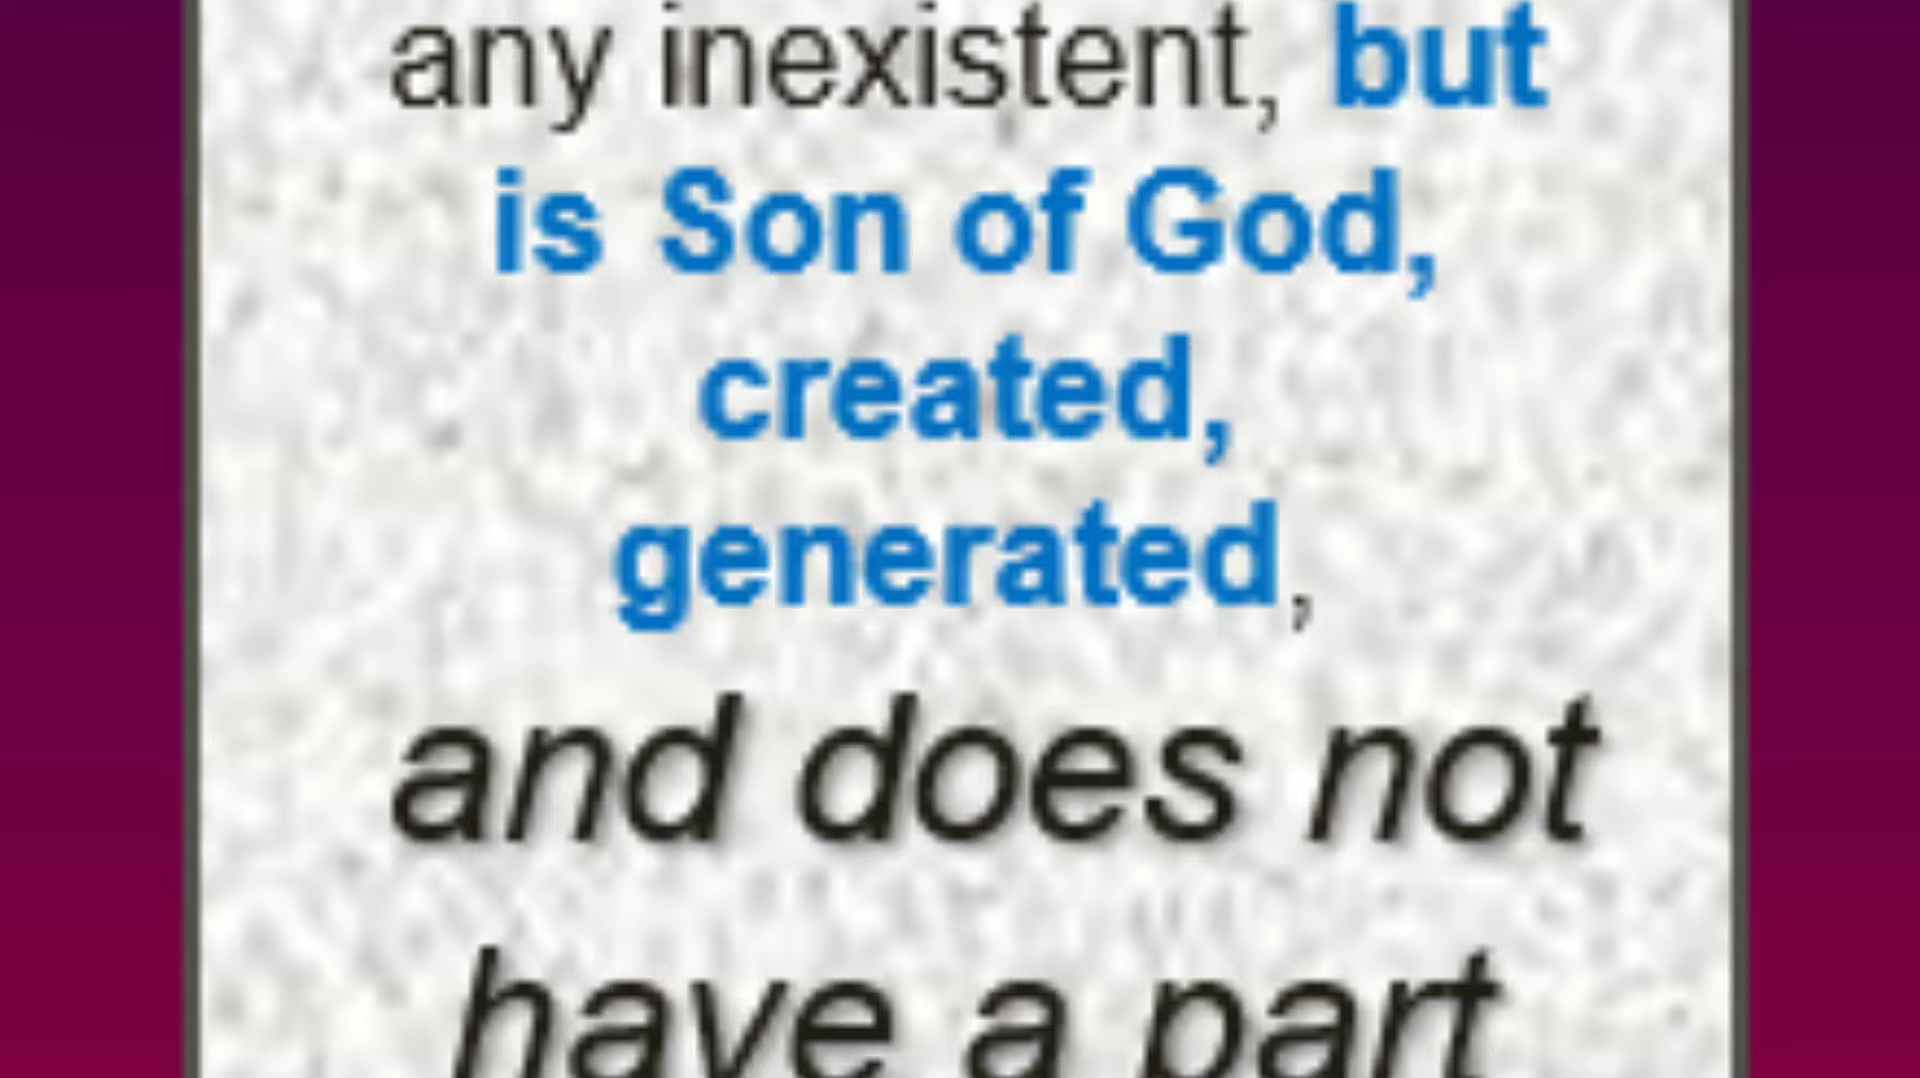 any inexistent, but
is Son of God,
created,
generated,
and does not
have a part